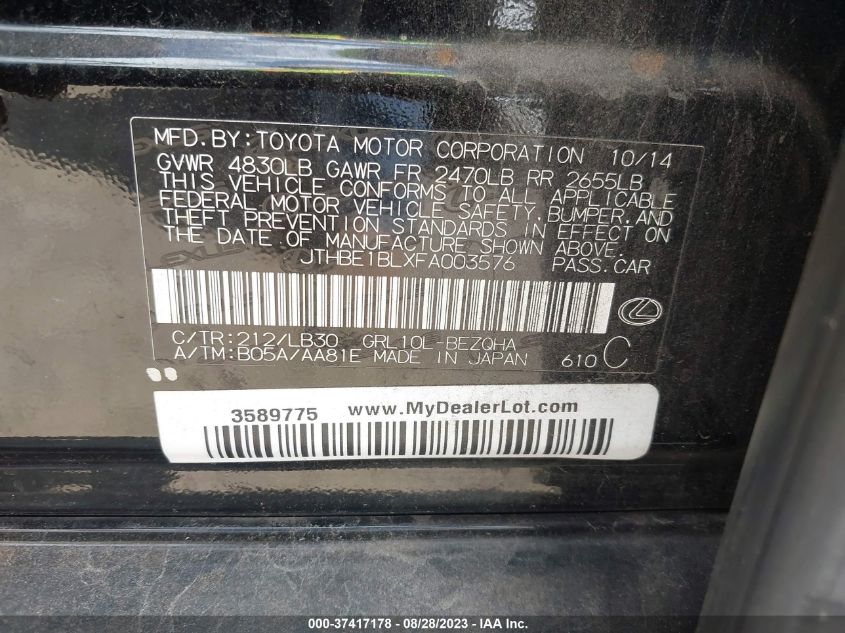 MFD.BY:TOYOTA MOTOR CORPORATION 10/14
GVWR 4830LB GAWR FR 2470LB RR 2655LB
THIS VEHICLE CONFORMS TO ALL APPLICABLE
FEDERAL MOTOR VEHICLE SAFETY, BUMPER, AND
THEFT PREVENTION STANDARDS IN EFFECT ON
THE DATE OF MANUFACTURE SHOWN ABOVE.
JTHBE1BLXFA003576 PASS.CAR
C/TR:212/LB30 GRL10L-BEZQHA
A/TM:B05A/AA81E MADE IN JAPAN 610 C
3589775 www.MyDealerLot.com
000-37417178 - 08/28/2023 - IAA Inc.